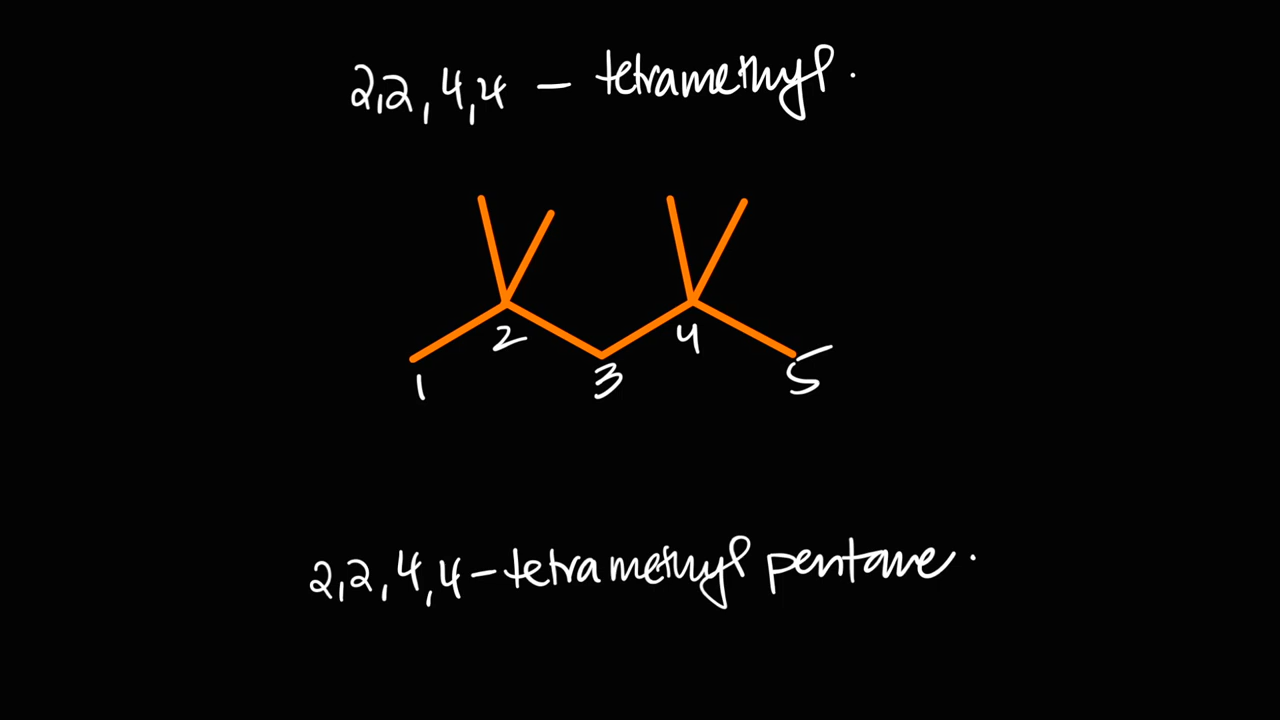 2,2,4,4 - tetramethyl.
2 4
1 3 5
2,2,4,4-tetramethyl pentane.